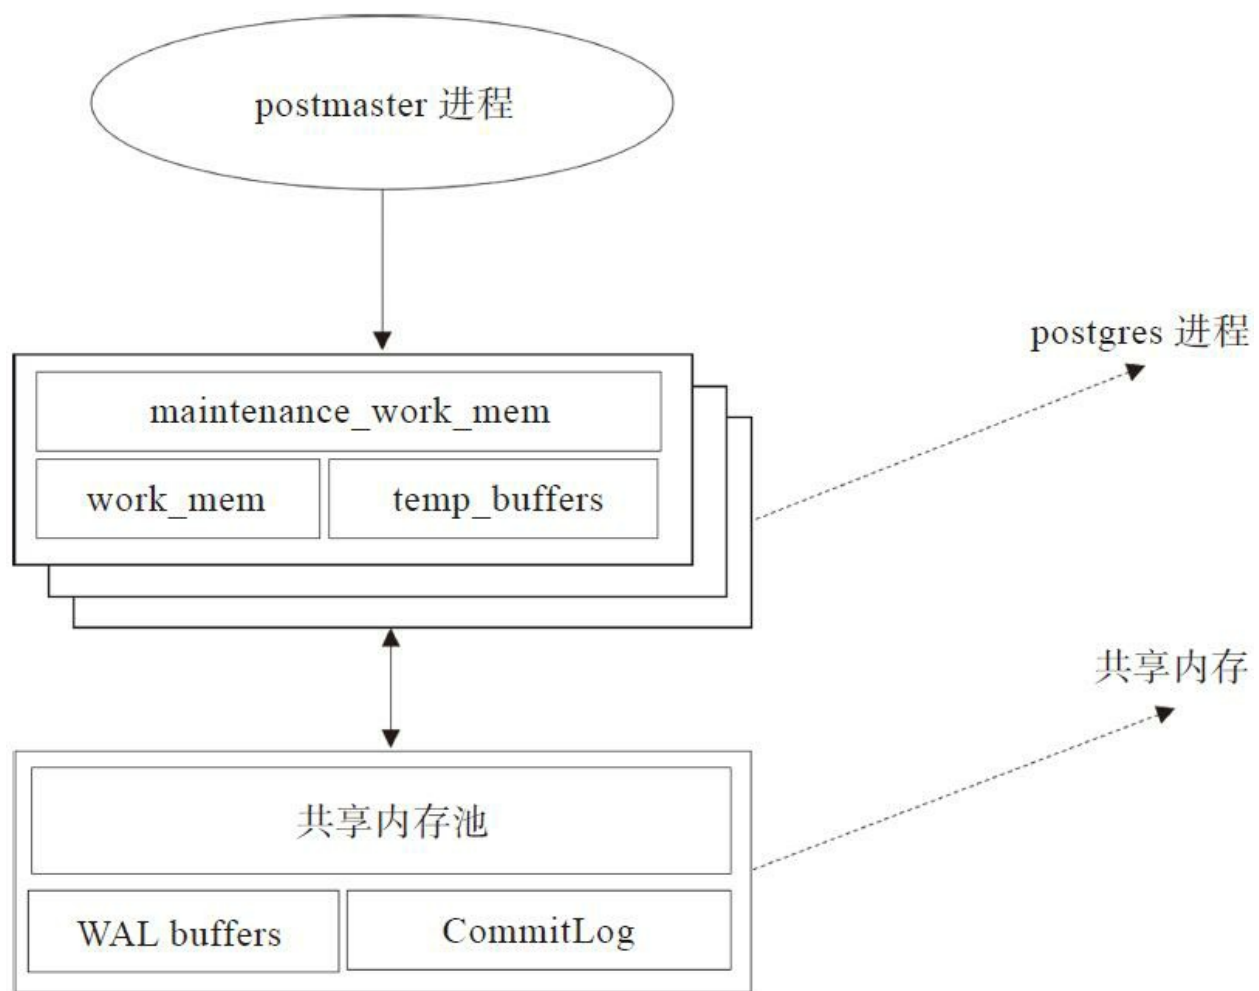 postmaster 进程
postgres 进程
maintenance_work_mem
work_mem
temp_buffers
共享内存
共享内存池
WAL buffers
CommitLog